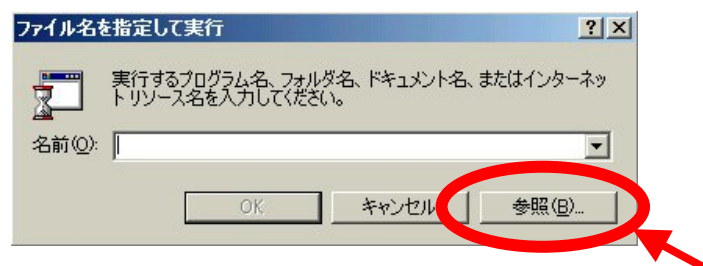 ファイル名を指定して実行
実行するプログラム名、フォルダ名、ドキュメント名、またはインターネッ
トリソース名を入力してください。
名前(O):
OK キャンセル 参照(B)...